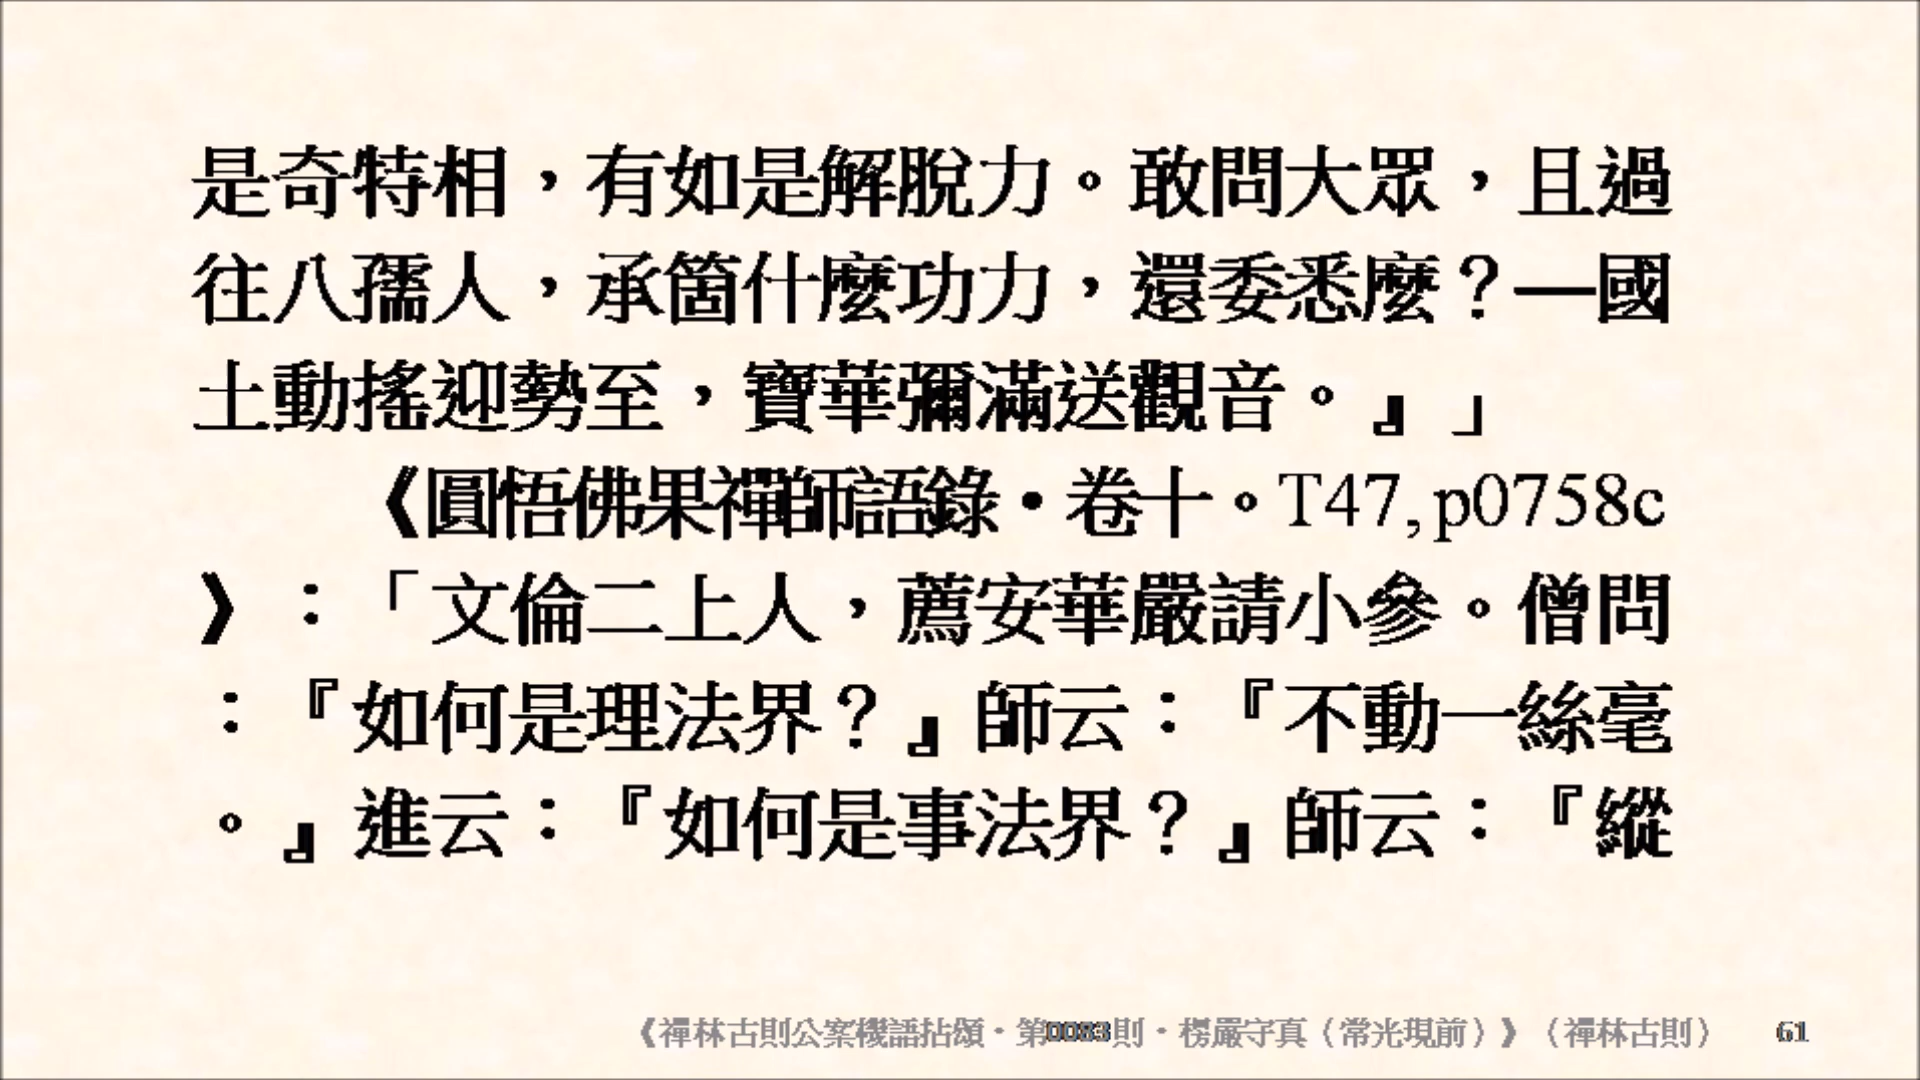 是奇特相，有如是解脫力。敢問大眾，且過
往八孺人，承箇什麼功力，還委悉麼？—國
土動搖迎勢至，寶華彌滿送觀音。』」
《圓悟佛果禪師語錄•卷十。T47, p0758c
》：「文倫二上人，薦安華嚴請小參。僧問
：『如何是理法界？』師云：『不動一絲毫
。』進云：『如何是事法界？』師云：『縱
《禪林古則公案機語拈頌·第0083則·楞嚴守真（常光現前）》（禪林古則） 61